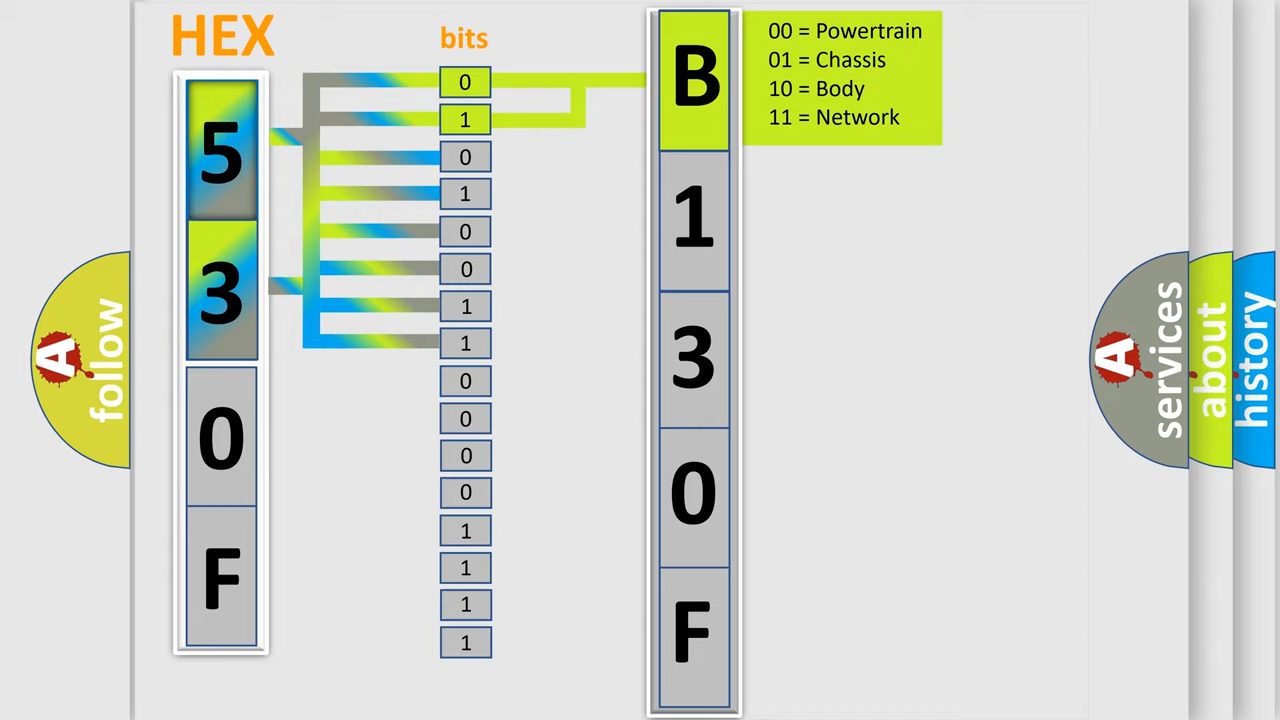 HEX
bits
5
3
0
F
0
1
0
1
0
0
1
1
0
0
0
0
1
1
1
1
B
1
3
0
F
00 = Powertrain
01 = Chassis
10 = Body
11 = Network
A
follow
A
services
about
history